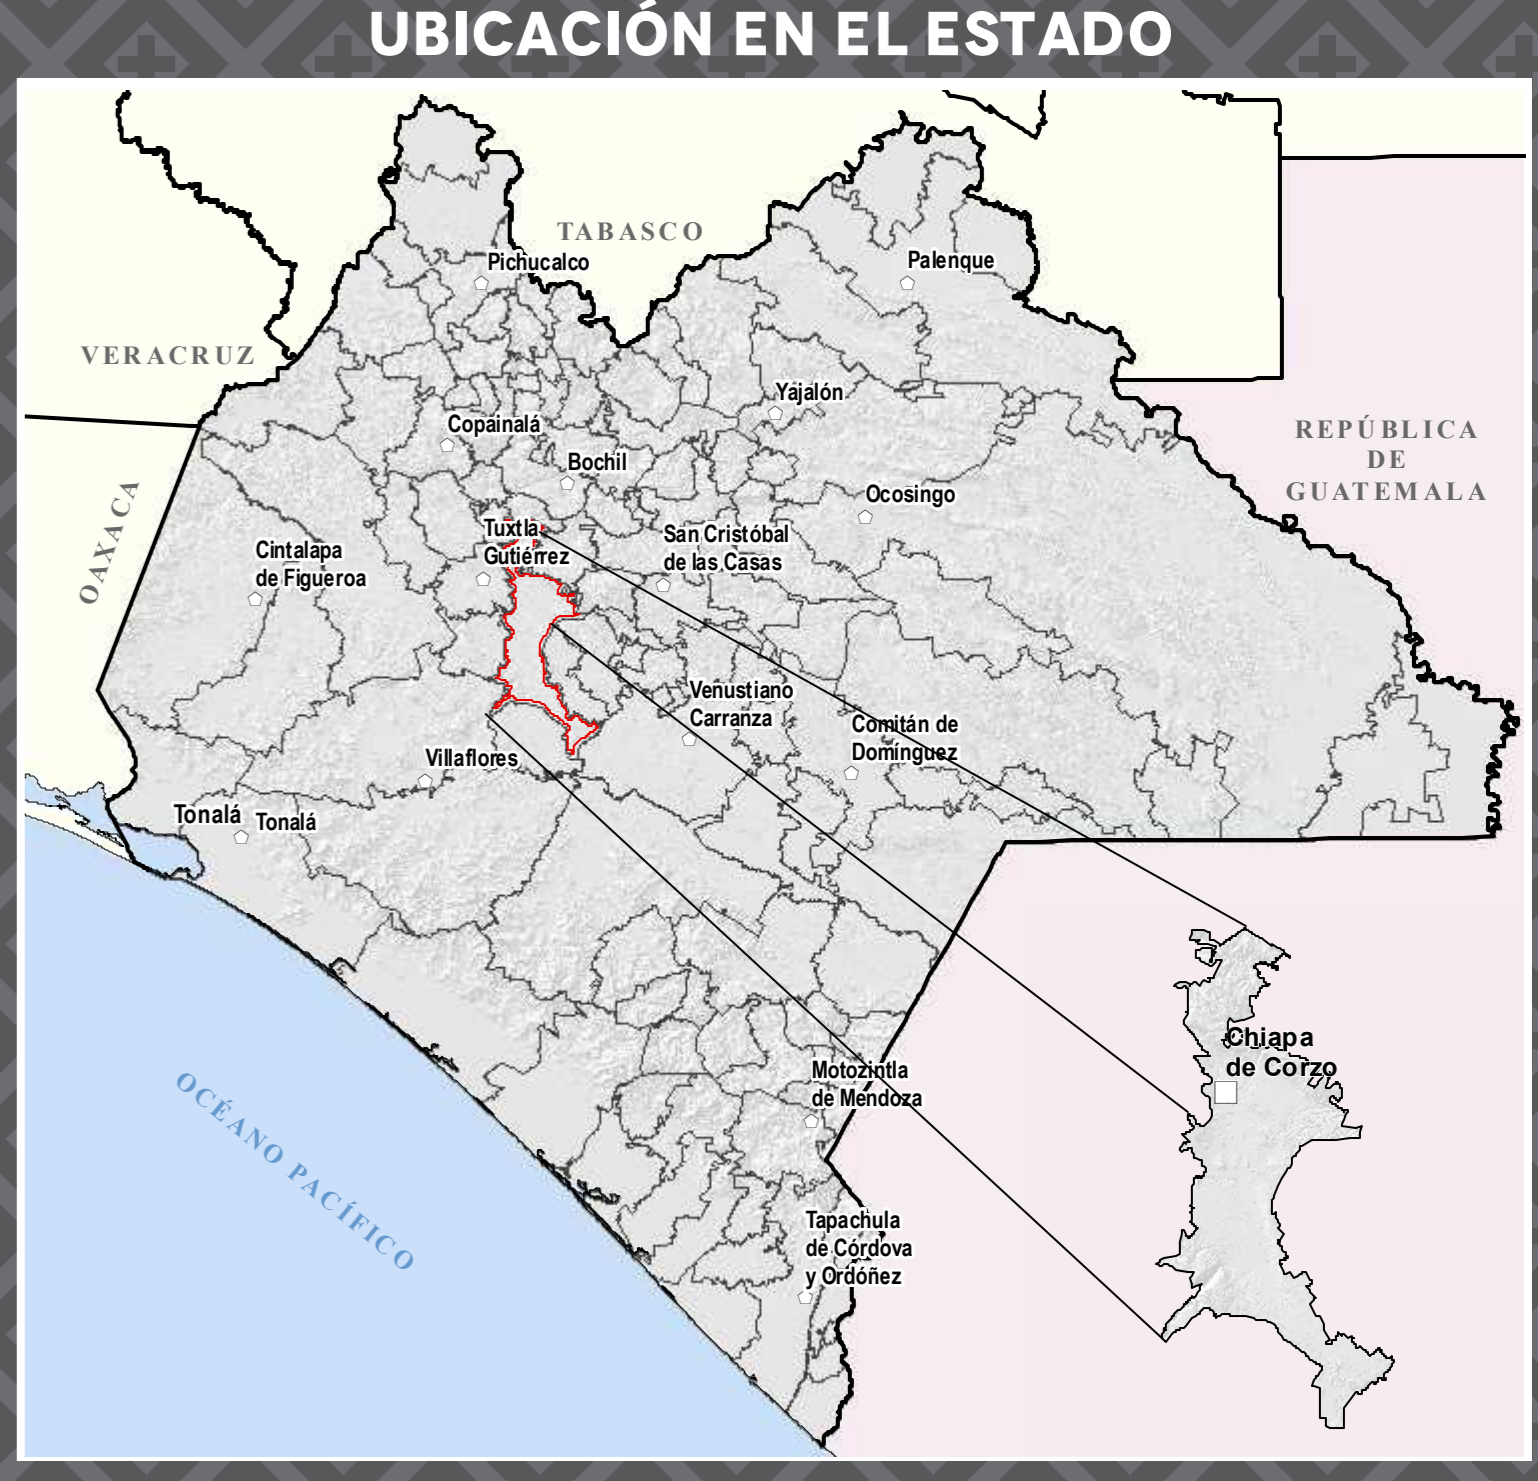 UBICACIÓN EN EL ESTADO
TABASCO
Pichucalco
Palenque
VERACRUZ
Yajalón
Copainalá
REPÚBLICA
DE
GUATEMALA
Bochil
OAXACA
Ocosingo
Tuxtla
Gutiérrez
San Cristóbal
de las Casas
Cintalapa
de Figueroa
Venustiano
Carranza
Comitán de
Domínguez
Villaflores
Tonalá
Tonalá
Chiapa
de Corzo
Motozintla
de Mendoza
OCÉANO PACÍFICO
Tapachula
de Córdova
y Ordóñez